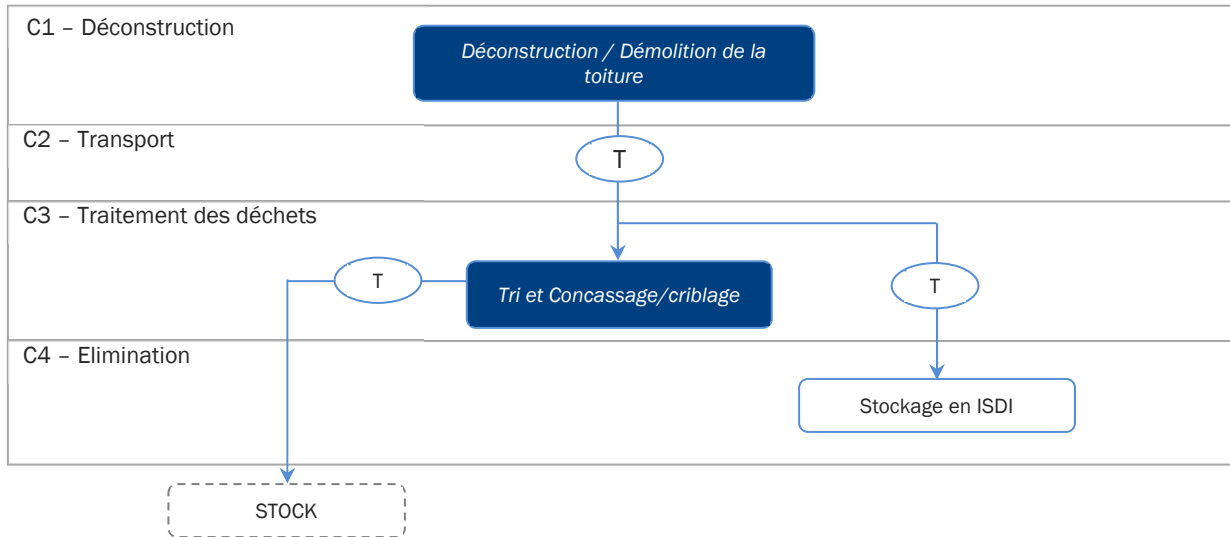 C1 – Déconstruction
Déconstruction / Démolition de la
toiture
C2 – Transport
T
C3 – Traitement des déchets
T
Tri et Concassage/criblage
T
C4 – Elimination
Stockage en ISDI
STOCK